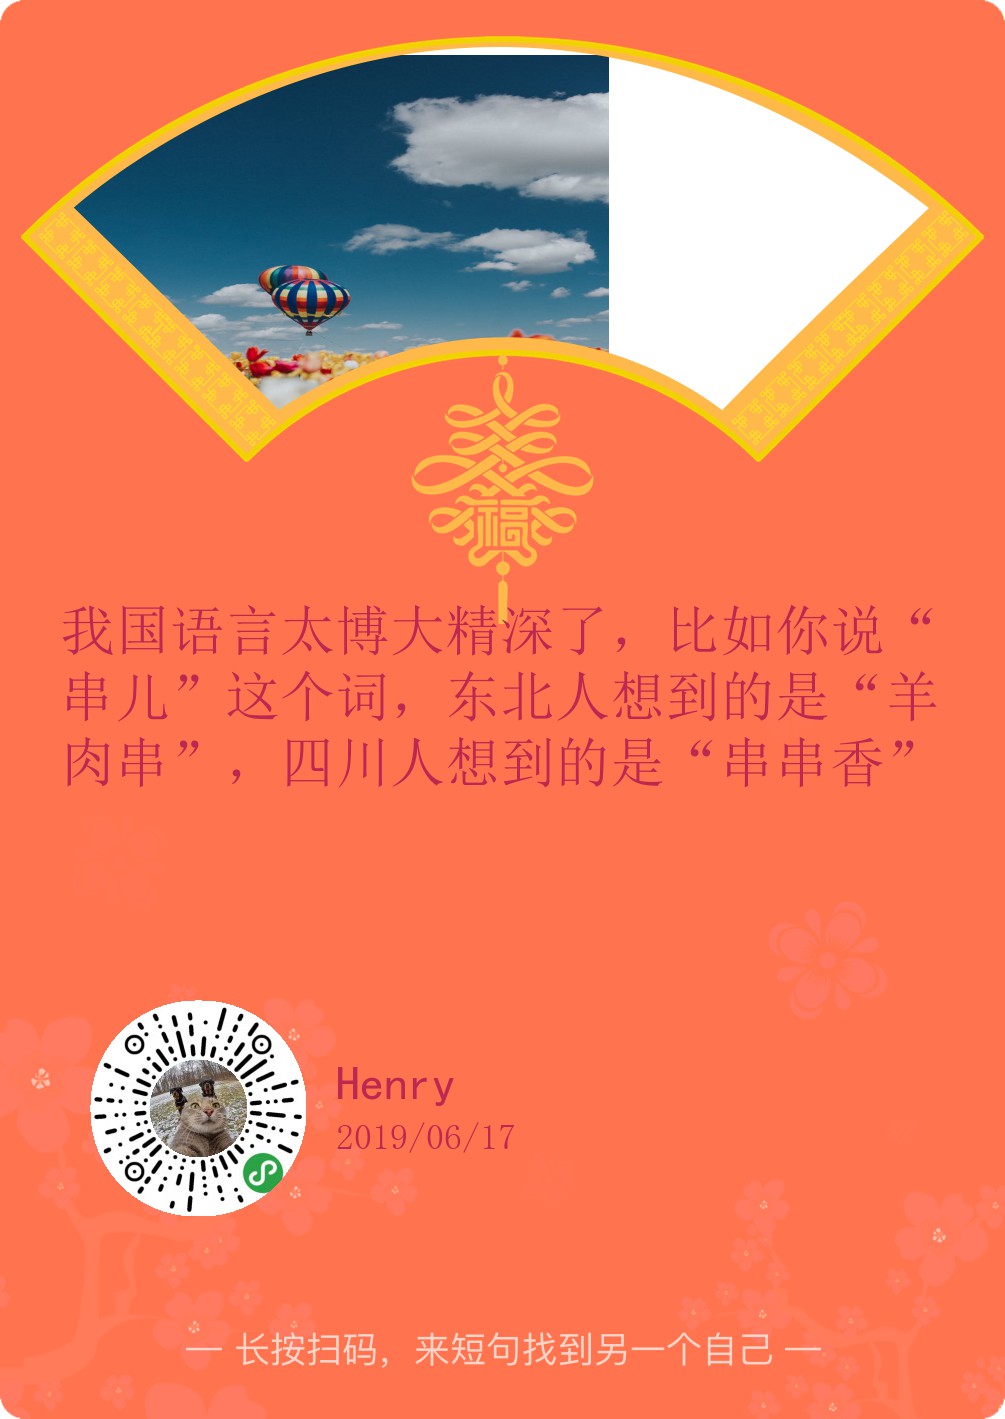 福
我国语言太博大精深了，比如你说“
串儿”这个词，东北人想到的是“羊
肉串”，四川人想到的是“串串香”
Henry
2019/06/17
— 长按扫码，来短句找到另一个自己 —